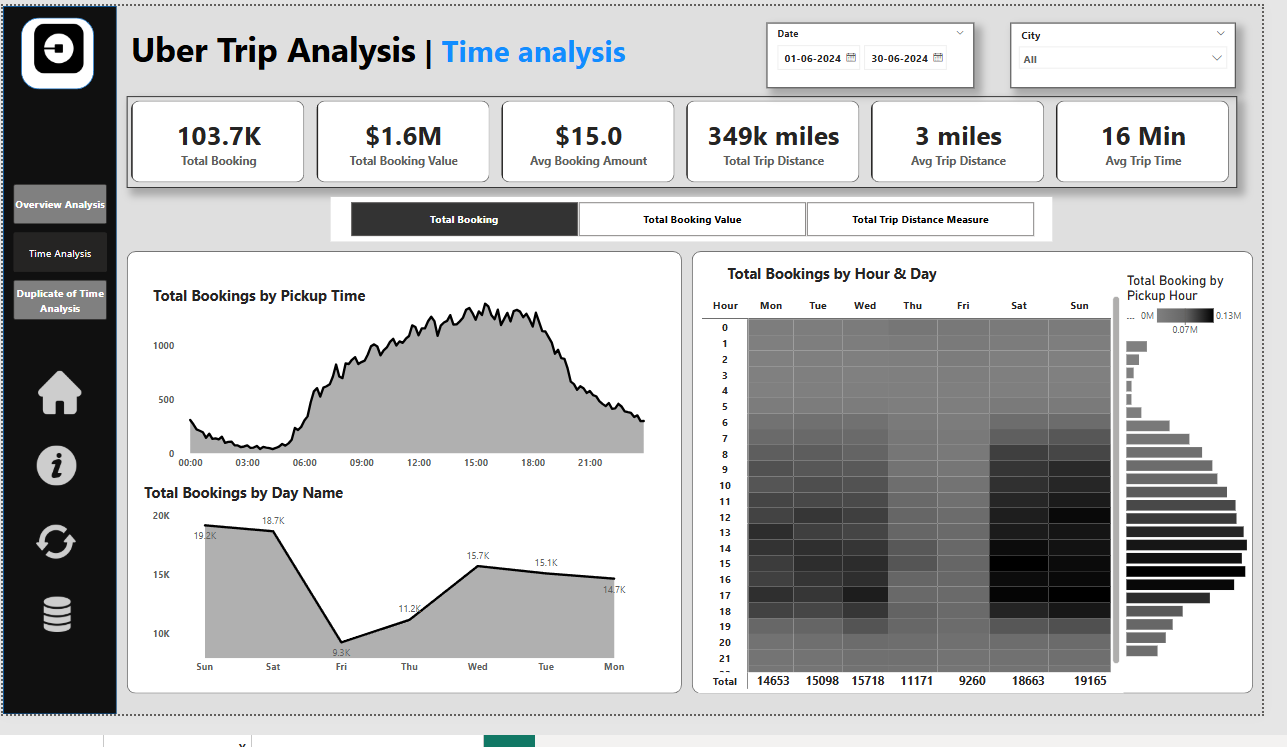 Uber Trip Analysis | Time analysis
Date
01-06-2024 30-06-2024
City
All
103.7K
Total Booking
$1.6M
Total Booking Value
$15.0
Avg Booking Amount
349k miles
Total Trip Distance
3 miles
Avg Trip Distance
16 Min
Avg Trip Time
Overview Analysis
Time Analysis
Duplicate of Time
Analysis
Total Booking
Total Booking Value
Total Trip Distance Measure
Total Bookings by Pickup Time
1000
500
0
00:00 03:00 06:00 09:00 12:00 15:00 18:00 21:00
Total Bookings by Day Name
20K
15K
10K
19.2K
18.7K
9.3K
11.2K
15.7K
15.1K
14.7K
Sun Sat Fri Thu Wed Tue Mon
Total Bookings by Hour & Day
Hour Mon Tue Wed Thu Fri Sat Sun
0
1
2
3
4
5
6
7
8
9
10
11
12
13
14
15
16
17
18
19
20
21
Total 14653 15098 15718 11171 9260 18663 19165
Total Booking by
Pickup Hour
... 0M 0.13M
0.07M